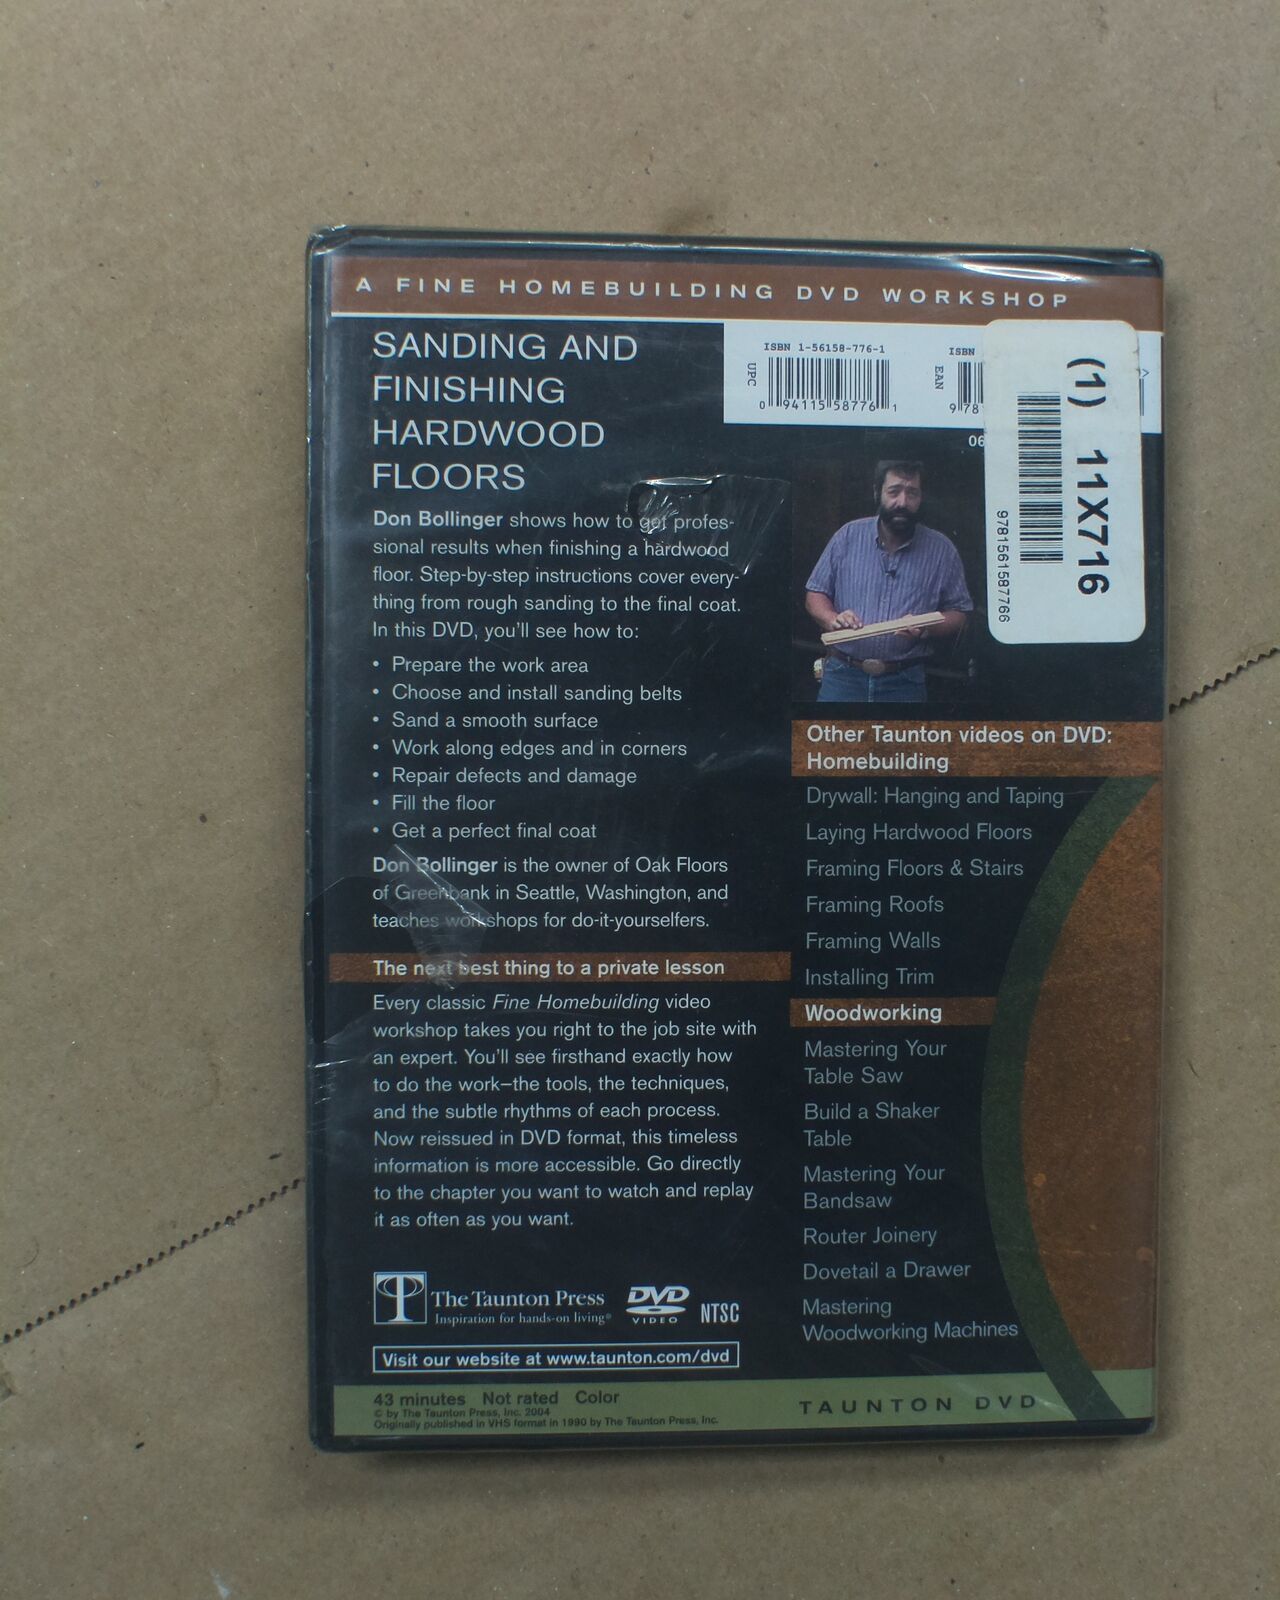 A FINE HOMEBUILDING DVD WORKSHOP
SANDING AND
FINISHING
HARDWOOD
FLOORS
Don Bollinger shows how to get profes-
sional results when finishing a hardwood
floor. Step-by-step instructions cover every-
thing from rough sanding to the final coat.
In this DVD, you'll see how to:
• Prepare the work area
• Choose and install sanding belts
• Sand a smooth surface
• Work along edges and in corners
• Repair defects and damage
• Fill the floor
• Get a perfect final coat
Don Bollinger is the owner of Oak Floors
of Greenbank in Seattle, Washington, and
teaches workshops for do-it-yourselfers.
The next best thing to a private lesson
Every classic Fine Homebuilding video
workshop takes you right to the job site with
an expert. You'll see firsthand exactly how
to do the work–the tools, the techniques,
and the subtle rhythms of each process.
Now reissued in DVD format, this timeless
information is more accessible. Go directly
to the chapter you want to watch and replay
it as often as you want.
The Taunton Press
Inspiration for hands-on living®
DVD
VIDEO
NTSC
Visit our website at www.taunton.com/dvd
43 minutes Not rated Color
© by The Taunton Press, Inc. 2004
Originally published in VHS format in 1990 by The Taunton Press, Inc.
ISBN 1-56158-776-1
UPC
0 94115 58776 1
ISBN
EAN
9 781
>
06
(1) 11X716
9781561587766
Other Taunton videos on DVD:
Homebuilding
Drywall: Hanging and Taping
Laying Hardwood Floors
Framing Floors & Stairs
Framing Roofs
Framing Walls
Installing Trim
Woodworking
Mastering Your
Table Saw
Build a Shaker
Table
Mastering Your
Bandsaw
Router Joinery
Dovetail a Drawer
Mastering
Woodworking Machines
TAUNTON DVD